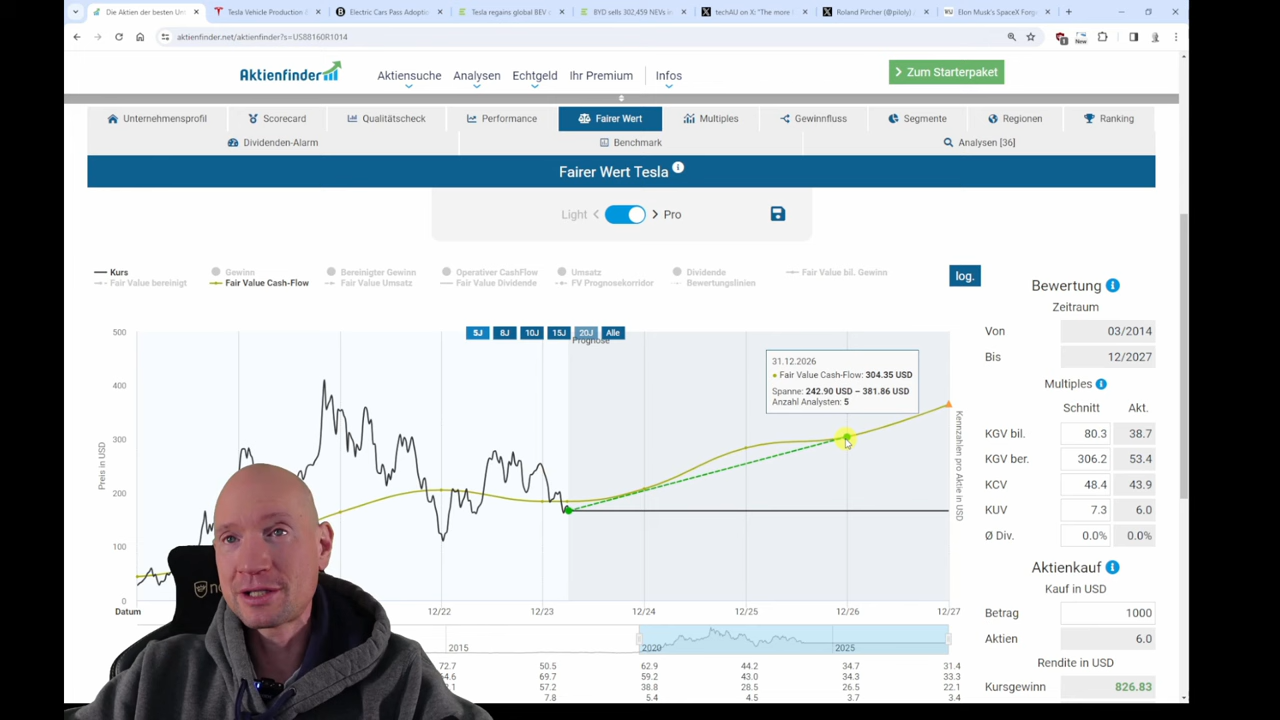 Die Aktien der besten Un
Tesla Vehicle Production
Electric Cars Pass Adoptio
Tesla regains global BEV
BYD sells 302,459 NEVs in
techAU on X: "The more
Roland Pircher (@piloly)
Elon Musk's SpaceX Forg
aktienfinder.net/aktienfinder?s=US88160R1014
New
Aktienfinder
Aktiensuche
Analysen
Echtgeld
Ihr Premium
Infos
Zum Starterpaket
Unternehmensprofil
Scorecard
Qualitätscheck
Performance
Fairer Wert
Multiples
Gewinnfluss
Segmente
Regionen
Ranking
Dividenden-Alarm
Benchmark
Analysen [36]
Fairer Wert Tesla
Light
Pro
Kurs
Gewinn
Bereinigter Gewinn
Operativer CashFlow
Umsatz
Dividende
Fair Value bil. Gewinn
Fair Value bereinigt
Fair Value Cash-Flow
Fair Value Umsatz
Fair Value Dividende
FV Prognosekorridor
Bewertungslinien
log.
5J
8J
10J
15J
20J
Alle
Prognose
500
400
300
200
100
0
Preis in USD
31.12.2026
Fair Value Cash-Flow: 304.35 USD
Spanne: 242.90 USD – 381.86 USD
Anzahl Analysten: 5
Kennzahlen pro Aktie in USD
Datum
12/22
12/23
12/24
12/25
12/26
12/27
2015
2020
2025
72.7 50.5 62.9 44.2 34.7 31.4
69.7 59.2 43.0 34.3 33.3
57.2 38.8 28.5 26.5 22.1
7.8 5.4 4.5 3.7 3.4
Bewertung
Zeitraum
Von 03/2014
Bis 12/2027
Multiples
Schnitt Akt.
KGV bil. 80.3 38.7
KGV ber. 306.2 53.4
KCV 48.4 43.9
KUV 7.3 6.0
Ø Div. 0.0% 0.0%
Aktienkauf
Kauf in USD
Betrag 1000
Aktien 6.0
Rendite in USD
Kursgewinn 826.83